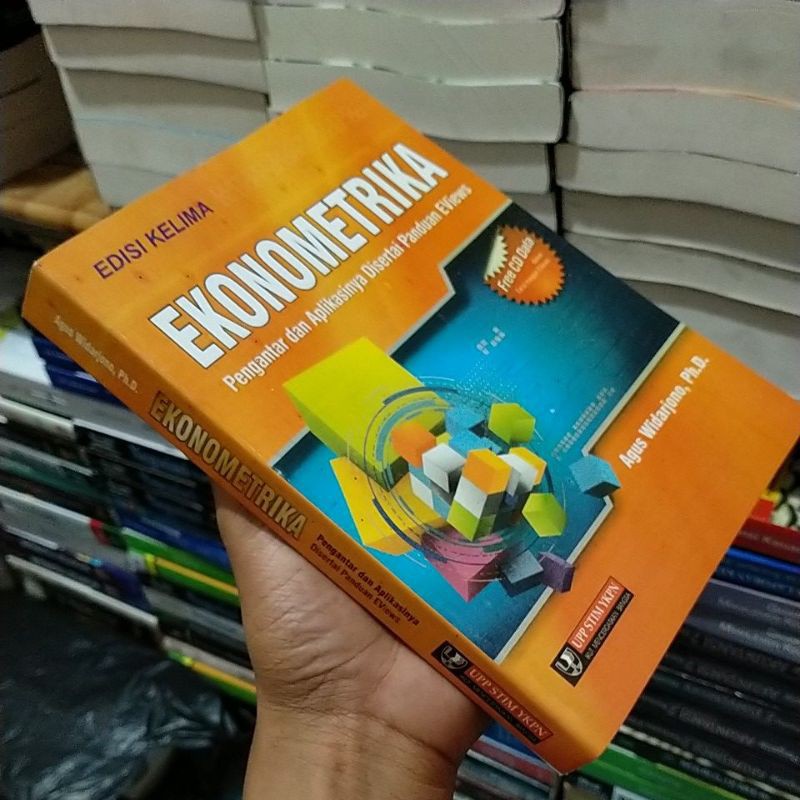 EDISI KELIMA
EKONOMETRIKA
Pengantar dan Aplikasinya Disertai Panduan EViews
Free CD Data
Agus Widarjono, Ph.D.
UPP STIM YKPN
Agus Widarjono, Ph.D.
EKONOMETRIKA
Pengantar dan Aplikasinya
Disertai Panduan EViews
UPP STIM YKPN